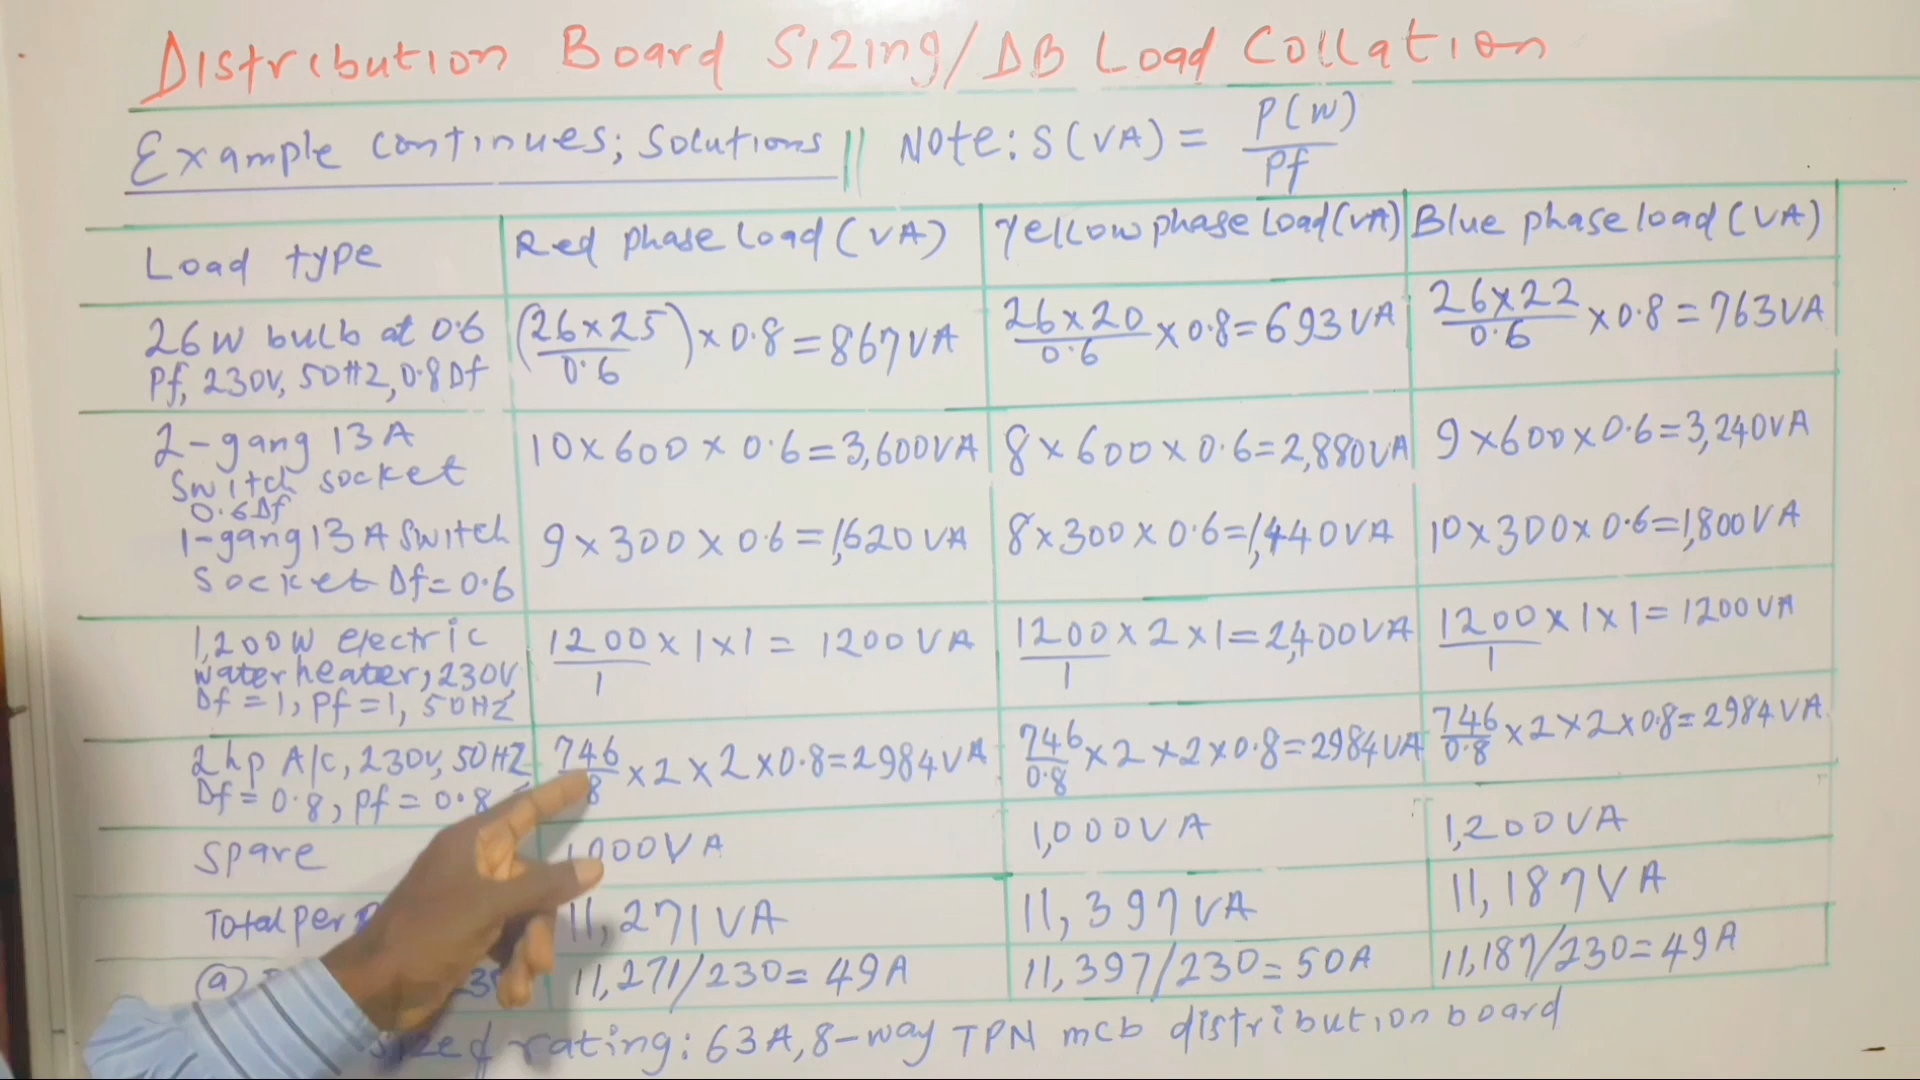 Distribution Board Sizing/DB Load Collation
Example continues; solutions || Note: S(VA) = P(W)
Pf
Load type
Red phase load (VA)
Yellow phase load (VA)
Blue phase load (VA)
26W bulb at 0.6
Pf, 230V, 50HZ, 0.8Df
(26x25
0.6) x 0.8 = 867VA
26x20
0.6 x 0.8 = 693VA
26x22
0.6 x 0.8 = 763VA
2-gang 13A
Switch socket
0.6Df
10 x 600 x 0.6 = 3,600VA
8 x 600 x 0.6 = 2,880VA
9 x 600 x 0.6 = 3,240VA
1-gang 13A Switch
Socket Df = 0.6
9 x 300 x 0.6 = 1,620VA
8 x 300 x 0.6 = 1,440VA
10 x 300 x 0.6 = 1,800VA
1,200W electric
water heater, 230V
Df = 1, Pf = 1, 50HZ
1200
1 x 1 x 1 = 1200VA
1200
1 x 2 x 1 = 2,400VA
1200
1 x 1 x 1 = 1200VA
2hp A/C, 230V, 50HZ
Df = 0.8, Pf = 0.8
746
8 x 2 x 2 x 0.8 = 2984VA
746
0.8 x 2 x 2 x 0.8 = 2984VA
746
0.8 x 2 x 2 x 0.8 = 2984VA
Spare
1,000VA
1,000VA
1,200VA
Total per
11,271VA
11,397VA
11,187VA
(a)
11,271/230 = 49A
11,397/230 = 50A
11,187/230 = 49A
sized rating: 63A, 8-way TPN mcb distribution board